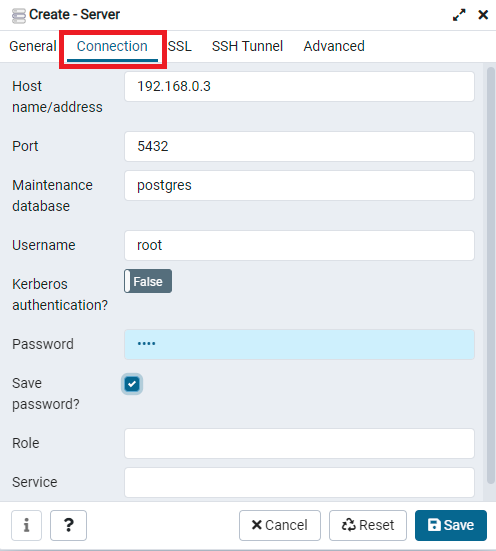 Create - Server
General Connection SSL SSH Tunnel Advanced
Host
name/address
192.168.0.3
Port
5432
Maintenance
database
postgres
Username
root
Kerberos
authentication?
False
Password
••••
Save
password?
Role
Service
i ? Cancel Reset Save